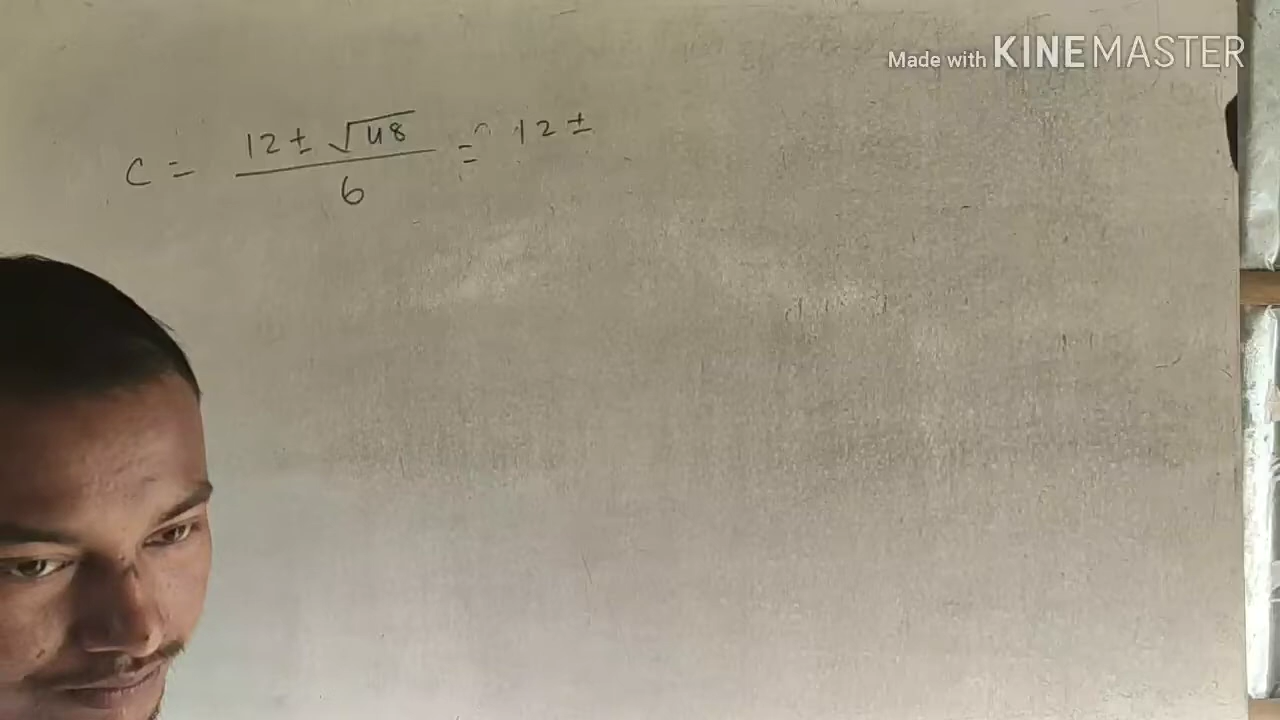 Made with KINEMASTER
C = 12 ± √48 / 6 = 12 ±